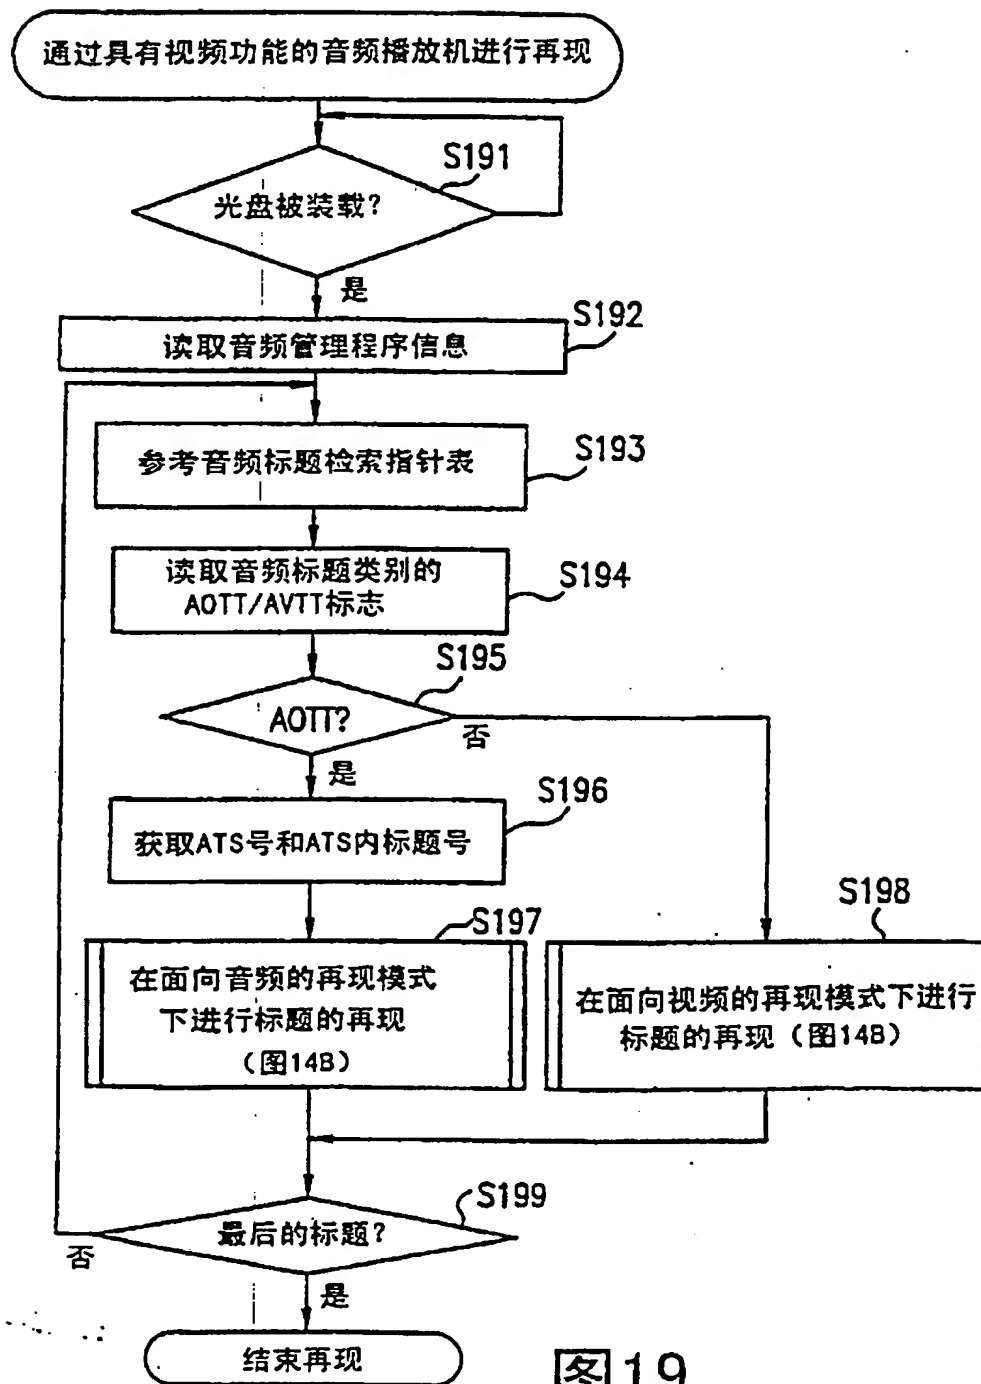 通过具有视频功能的音频播放机进行再现
S191
光盘被装载?
是
S192
读取音频管理程序信息
S193
参考音频标题检索指针表
S194
读取音频标题类别的
AOTT/AVTT标志
S195
AOTT?
否
是
S196
获取ATS号和ATS内标题号
S197
在面向音频的再现模式
下进行标题的再现
(图14B)
S198
在面向视频的再现模式下进行
标题的再现(图14B)
S199
最后的标题?
否
是
结束再现
图19